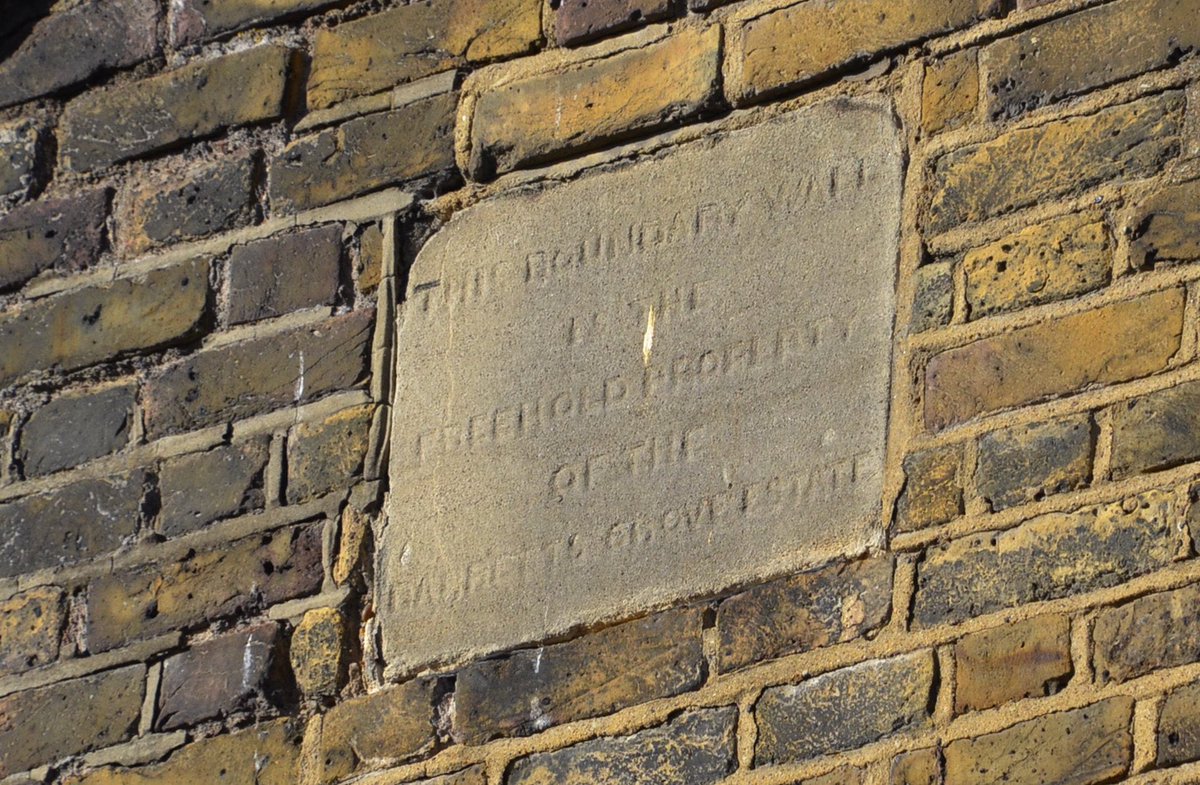 THIS BOUNDARY WALL
IS THE
FREEHOLD PROPERTY
OF THE
GROVE ESTATE